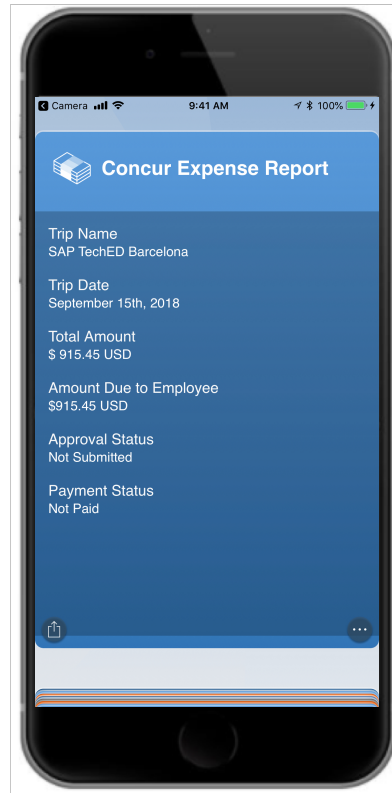 Camera 9:41 AM 100%
Concur Expense Report
Trip Name
SAP TechED Barcelona
Trip Date
September 15th, 2018
Total Amount
$ 915.45 USD
Amount Due to Employee
$915.45 USD
Approval Status
Not Submitted
Payment Status
Not Paid